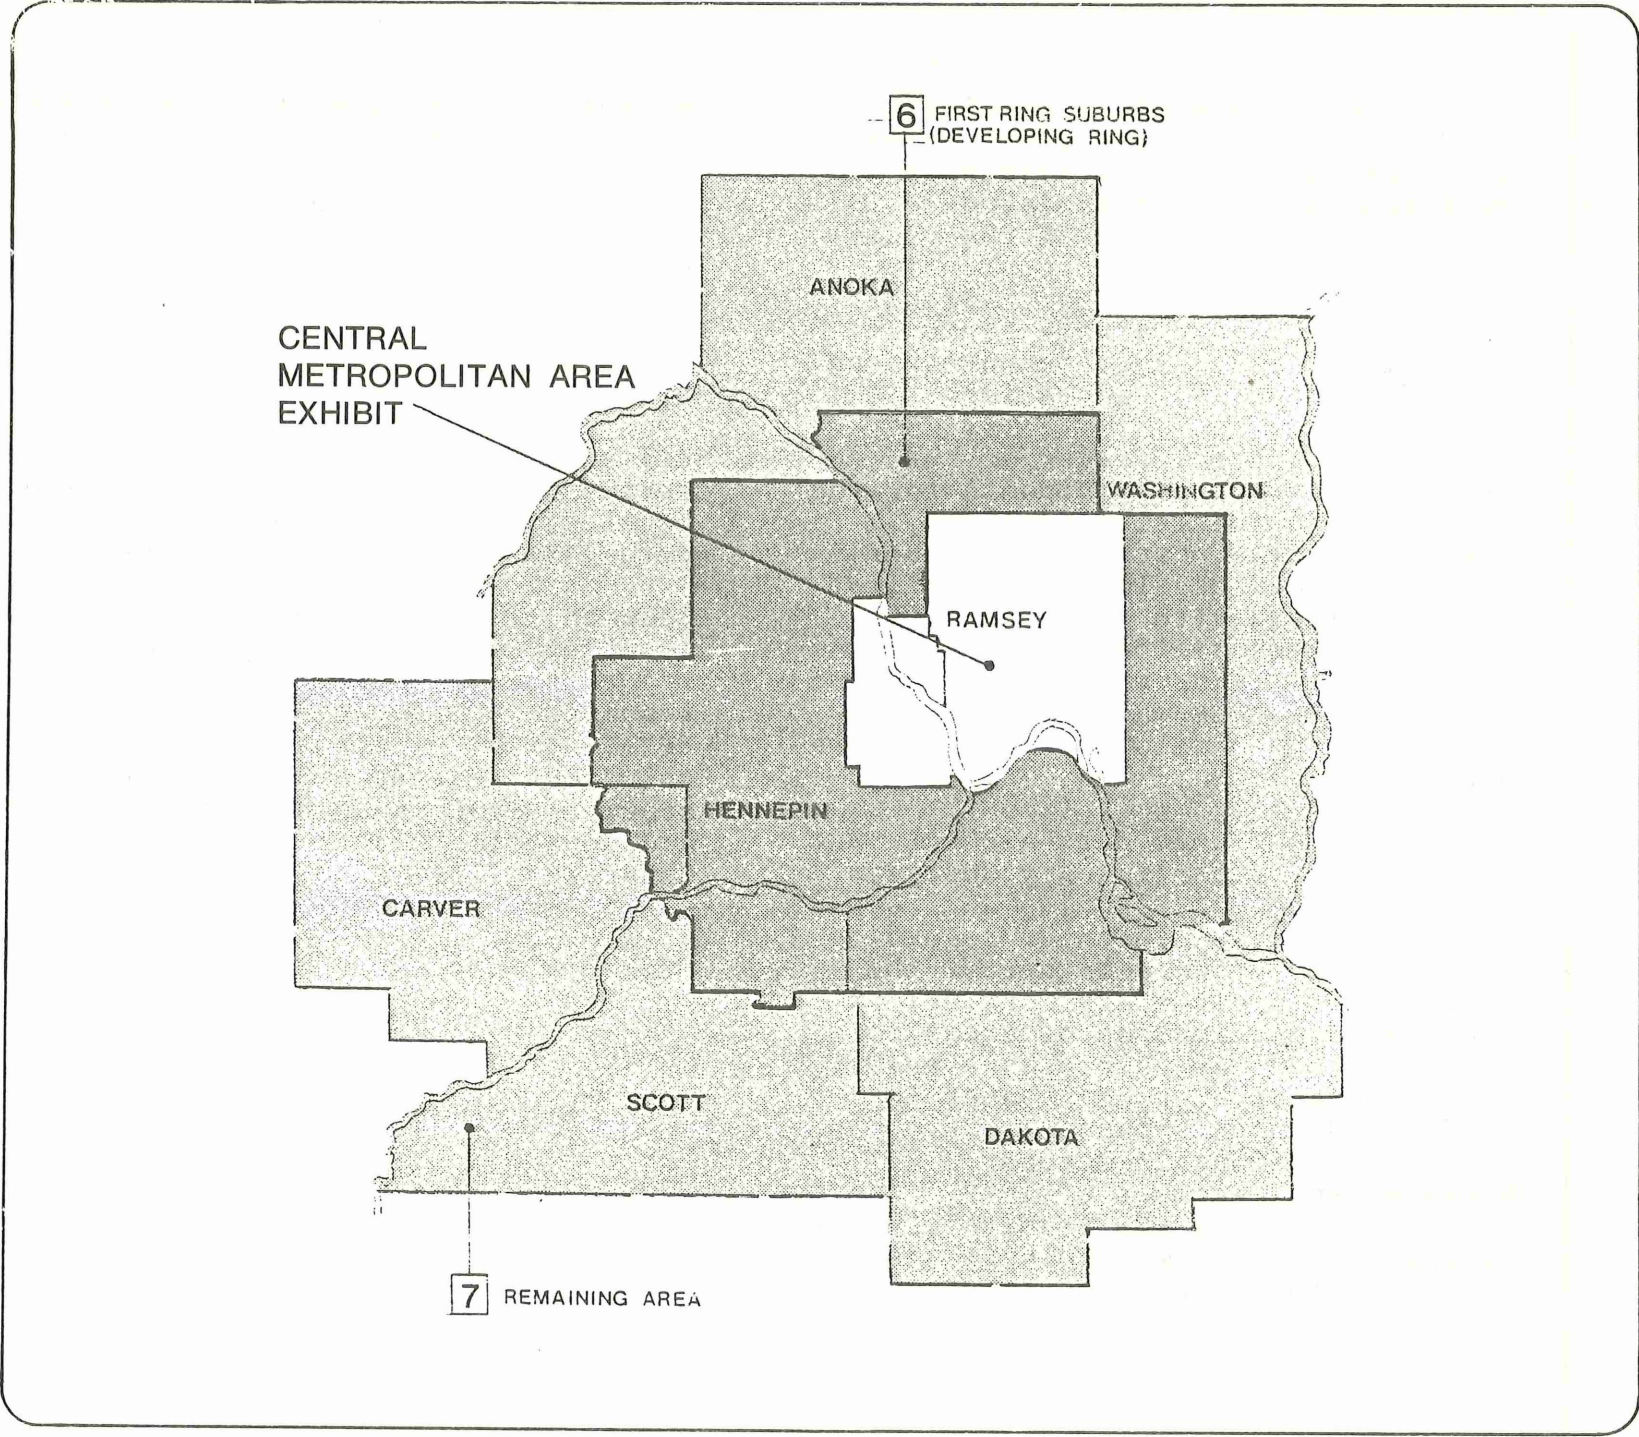 6 FIRST RING SUBURBS
(DEVELOPING RING)
ANOKA
CENTRAL
METROPOLITAN AREA
EXHIBIT
WASHINGTON
RAMSEY
HENNEPIN
CARVER
SCOTT
DAKOTA
7 REMAINING AREA